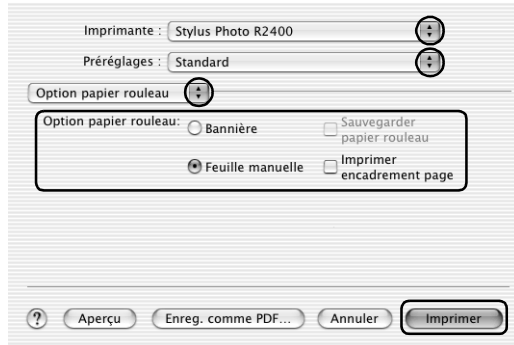 Imprimante : Stylus Photo R2400
Préréglages : Standard
Option papier rouleau
Option papier rouleau: Bannière Sauvegarder papier rouleau
Feuille manuelle Imprimer encadrement page
? Aperçu Enreg. comme PDF... Annuler Imprimer